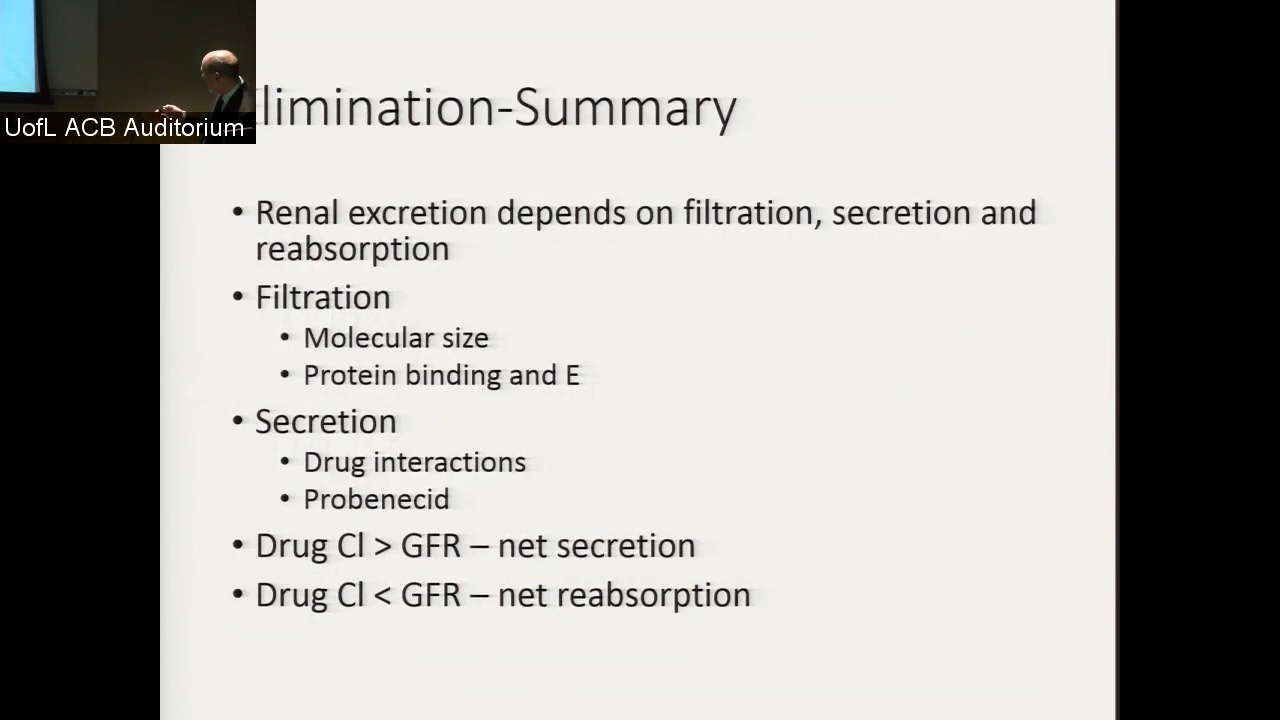 UofL ACB Auditorium
limination-Summary
• Renal excretion depends on filtration, secretion and
reabsorption
• Filtration
• Molecular size
• Protein binding and E
• Secretion
• Drug interactions
• Probenecid
• Drug Cl > GFR – net secretion
• Drug Cl < GFR – net reabsorption